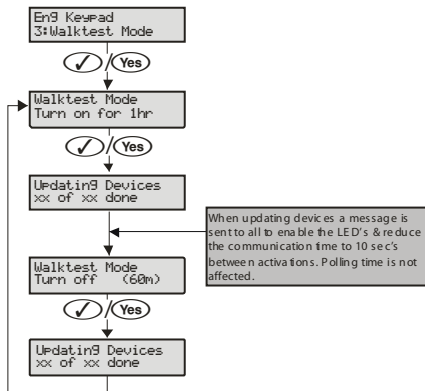 Eng Keypad
3:Walktest Mode
✓/Yes
Walktest Mode
Turn on for 1hr
✓/Yes
Updating Devices
xx of xx done
When updating devices a message is
sent to all to enable the LED's & reduce
the communication time to 10 sec's
between activations. Polling time is not
affected.
Walktest Mode
Turn off (60m)
✓/Yes
Updating Devices
xx of xx done